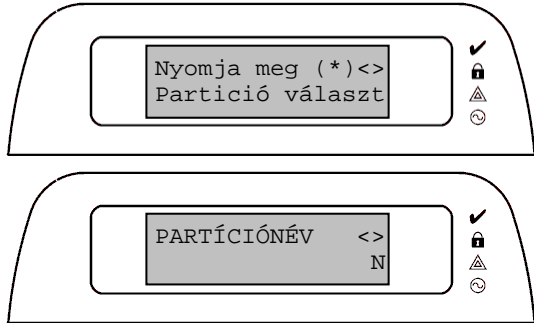 Nyomja meg (*)<>
Partició választ
PARTÍCIÓNÉV <>
N